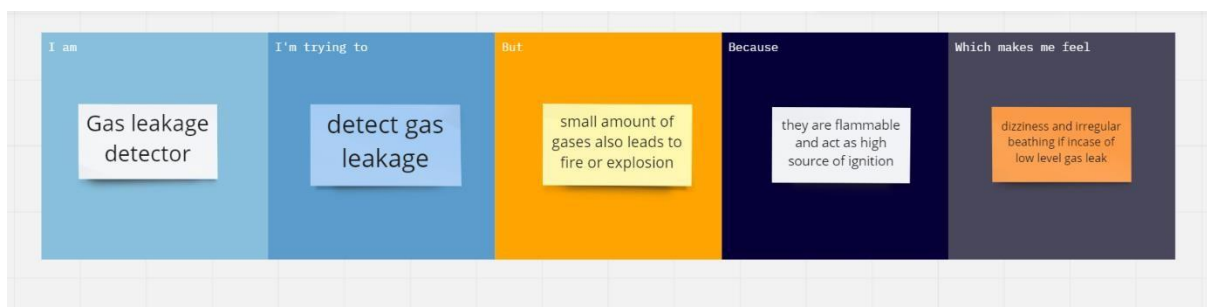 I am
Gas leakage
detector
I'm trying to
detect gas
leakage
But
small amount of
gases also leads to
fire or explosion
Because
they are flammable
and act as high
source of ignition
Which makes me feel
dizziness and irregular
beathing if incase of
low level gas leak